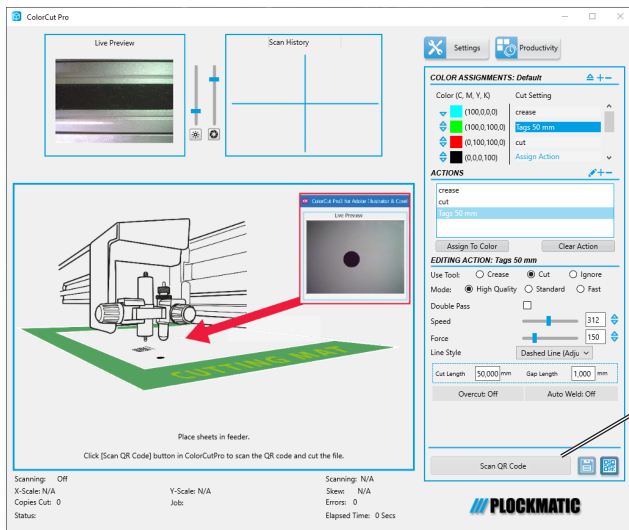 ColorCut Pro
Live Preview
Scan History
Settings
Productivity
COLOR ASSIGNMENTS: Default
Color (C, M, Y, K) Cut Setting
(100,0,0,0) crease
(100,0,100,0) Tags 50 mm
(0,100,100,0) cut
(0,0,0,100) Assign Action
ACTIONS
crease
cut
Tags 50 mm
Assign To Color Clear Action
EDITING ACTION: Tags 50 mm
Use Tool: Crease Cut Ignore
Mode: High Quality Standard Fast
Double Pass
Speed 312
Force 150
Line Style Dashed Line (Adju
Cut Length 50,000 mm Gap Length 1,000 mm
Overcut: Off Auto Weld: Off
Scan QR Code
ColorCut Pro3 for Adobe Illustrator & Corel
Live Preview
CUTTING MAT
Place sheets in feeder.
Click [Scan QR Code] button in ColorCutPro to scan the QR code and cut the file.
Scanning: Off Scanning: N/A
X-Scale: N/A Y-Scale: N/A Skew: N/A
Copies Cut: 0 Job: Errors: 0
Status: Elapsed Time: 0 Secs
PLOCKMATIC